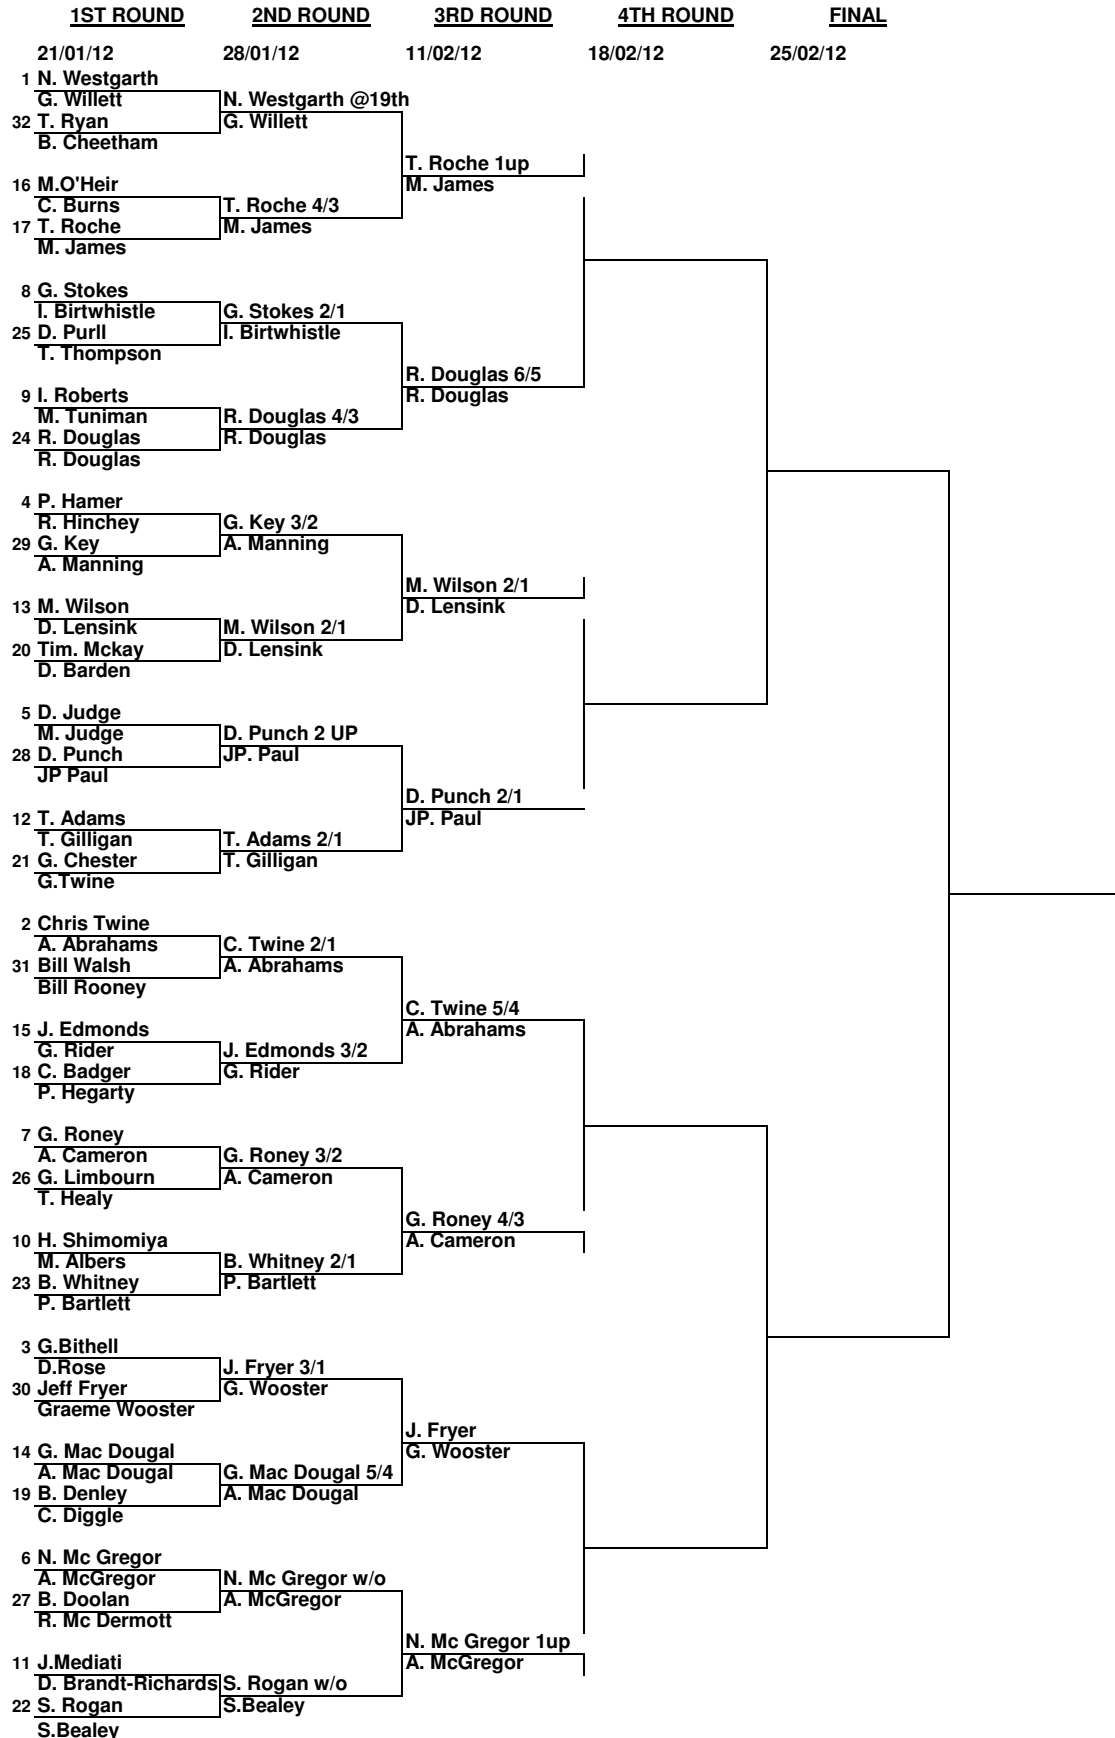 1ST ROUND 2ND ROUND 3RD ROUND 4TH ROUND FINAL
21/01/12 28/01/12 11/02/12 18/02/12 25/02/12
1 N. Westgarth
G. Willett N. Westgarth @19th
32 T. Ryan G. Willett
B. Cheetham
T. Roche 1up
16 M.O'Heir M. James
C. Burns T. Roche 4/3
17 T. Roche M. James
M. James
8 G. Stokes
I. Birtwhistle G. Stokes 2/1
25 D. Purll I. Birtwhistle
T. Thompson
R. Douglas 6/5
9 I. Roberts R. Douglas
M. Tuniman R. Douglas 4/3
24 R. Douglas R. Douglas
R. Douglas
4 P. Hamer
R. Hinchey G. Key 3/2
29 G. Key A. Manning
A. Manning
M. Wilson 2/1
13 M. Wilson D. Lensink
D. Lensink M. Wilson 2/1
20 Tim. Mckay D. Lensink
D. Barden
5 D. Judge
M. Judge D. Punch 2 UP
28 D. Punch JP. Paul
JP Paul
D. Punch 2/1
12 T. Adams JP. Paul
T. Gilligan T. Adams 2/1
21 G. Chester T. Gilligan
G.Twine
2 Chris Twine
A. Abrahams C. Twine 2/1
31 Bill Walsh A. Abrahams
Bill Rooney
C. Twine 5/4
15 J. Edmonds A. Abrahams
G. Rider J. Edmonds 3/2
18 C. Badger G. Rider
P. Hegarty
7 G. Roney
A. Cameron G. Roney 3/2
26 G. Limbourn A. Cameron
T. Healy
G. Roney 4/3
10 H. Shimomiya A. Cameron
M. Albers B. Whitney 2/1
23 B. Whitney P. Bartlett
P. Bartlett
3 G.Bithell
D.Rose J. Fryer 3/1
30 Jeff Fryer G. Wooster
Graeme Wooster
J. Fryer
14 G. Mac Dougal G. Wooster
A. Mac Dougal G. Mac Dougal 5/4
19 B. Denley A. Mac Dougal
C. Diggle
6 N. Mc Gregor
A. McGregor N. Mc Gregor w/o
27 B. Doolan A. McGregor
R. Mc Dermott
N. Mc Gregor 1up
11 J.Mediati A. McGregor
D. Brandt-Richards S. Rogan w/o
22 S. Rogan S.Bealey
S.Bealey